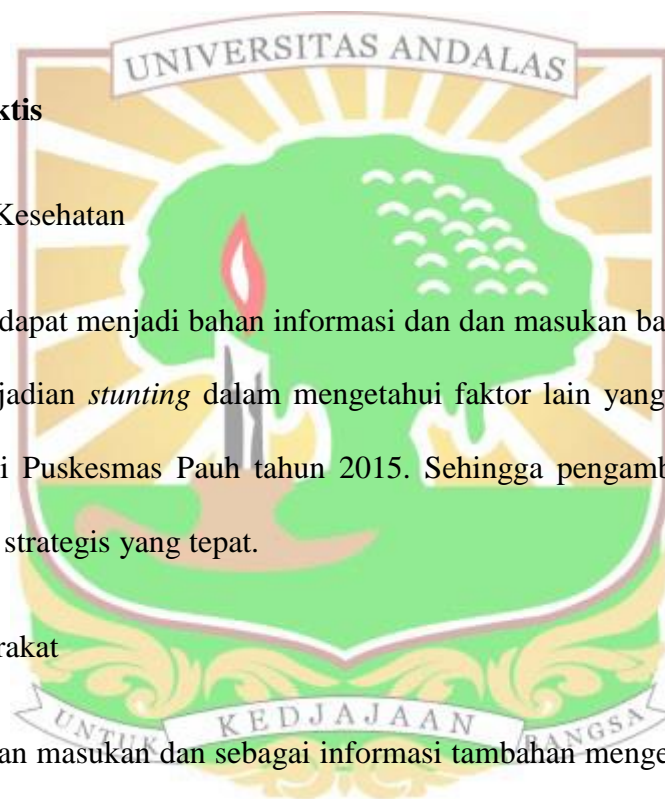 UNIVERSITAS ANDALAS
ktis
Kesehatan
dapat menjadi bahan informasi dan dan masukan ba
jadian stunting dalam mengetahui faktor lain yang
i Puskesmas Pauh tahun 2015. Sehingga pengamb
strategis yang tepat.
rakat
UNTUK KEDJAJAAN BANGSA
an masukan dan sebagai informasi tambahan menge